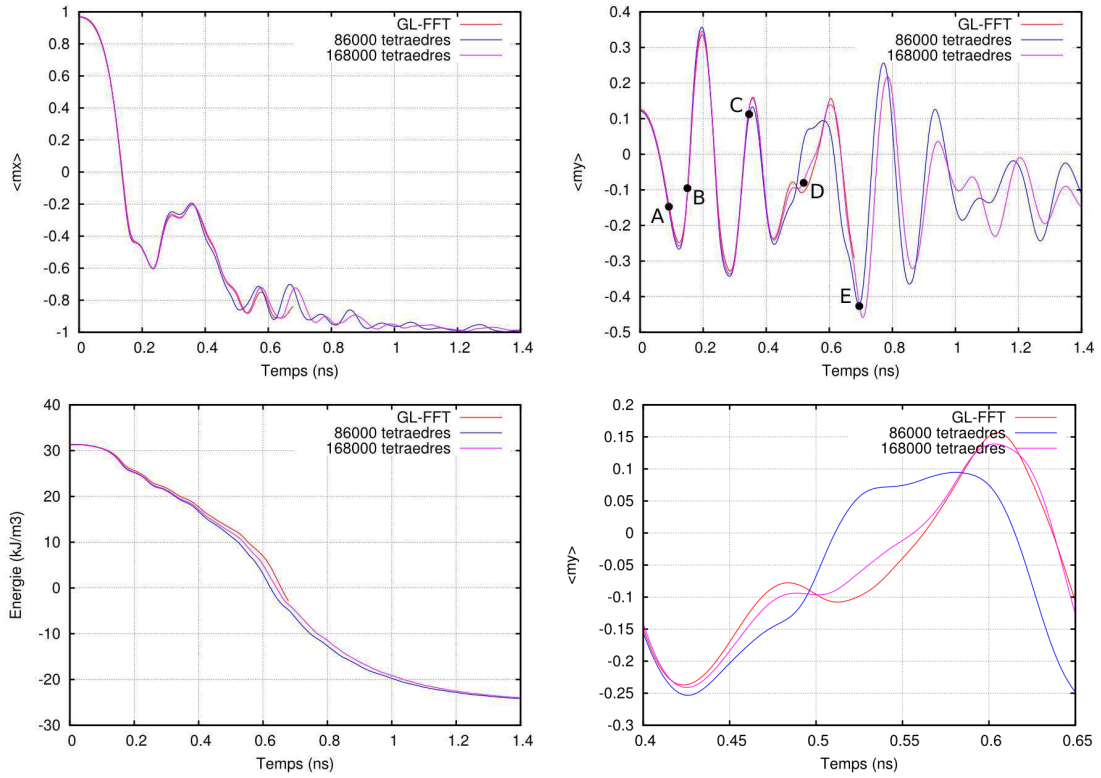 GL-FFT
86000 tetraedres
168000 tetraedres
<mx>
1
0.8
0.6
0.4
0.2
0
-0.2
-0.4
-0.6
-0.8
-1
0 0.2 0.4 0.6 0.8 1 1.2 1.4
Temps (ns)
GL-FFT
86000 tetraedres
168000 tetraedres
<my>
0.4
0.3
0.2
0.1
0
-0.1
-0.2
-0.3
-0.4
-0.5
A
B
C
D
E
0 0.2 0.4 0.6 0.8 1 1.2 1.4
Temps (ns)
GL-FFT
86000 tetraedres
168000 tetraedres
Energie (kJ/m3)
40
30
20
10
0
-10
-20
-30
0 0.2 0.4 0.6 0.8 1 1.2 1.4
Temps (ns)
GL-FFT
86000 tetraedres
168000 tetraedres
<my>
0.2
0.15
0.1
0.05
0
-0.05
-0.1
-0.15
-0.2
-0.25
-0.3
0.4 0.45 0.5 0.55 0.6 0.65
Temps (ns)